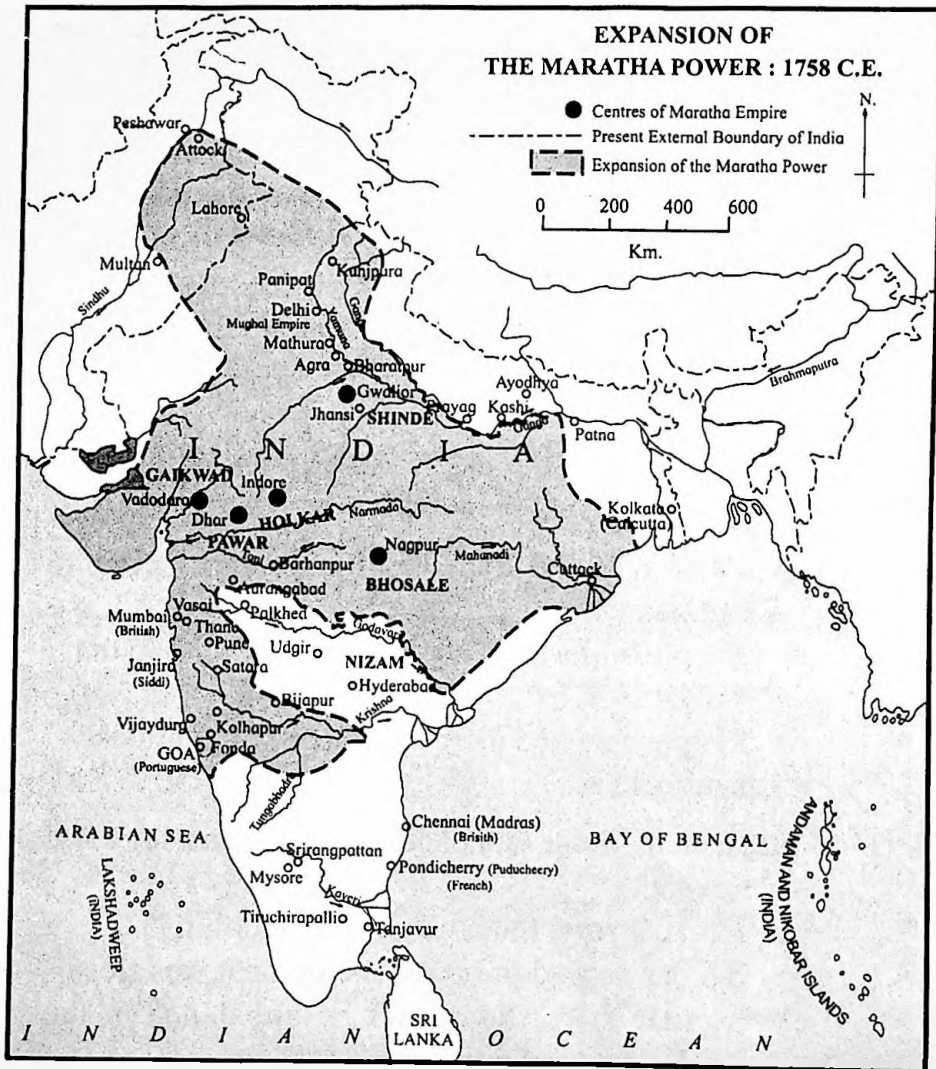 EXPANSION OF
THE MARATHA POWER : 1758 C.E.
Centres of Maratha Empire
Present External Boundary of India
Expansion of the Maratha Power
N.
0 200 400 600
Km.
Peshawar
Attock
Lahore
Multan
Sindhu
Kunjpura
Panipat
Delhi
Mughal Empire
Yamuna
Ganga
Mathura
Agra
Bharatpur
Gwalior
Jhansi
SHINDE
Ayodhya
Prayag
Kashi
Ganga
Patna
Brahmaputra
I N D I A
GAIKWAD
Indore
Vadodara
Dhar
HOLKAR
Narmada
PAWAR
Tapi
Barhanpur
Nagpur
BHOSALE
Mahanadi
Cuttack
Kolkata
(Calcutta)
Aurangabad
Palkhed
Godavari
Mumbai
(British)
Vasai
Thane
Pune
Udgir
NIZAM
Hyderabad
Janjira
(Siddi)
Satara
Bijapur
Krishna
Vijaydurg
Kolhapur
GOA
(Portuguese)
Fonda
Tungabhadra
ARABIAN SEA
BAY OF BENGAL
Chennai (Madras)
(Brisith)
Srirangpattan
Mysore
Pondicherry (Puducheery)
(French)
Kavery
Tiruchirapalli
Tanjavur
LAKSHADWEEP
(INDIA)
ANDAMAN AND NIKOBAR ISLANDS
(INDIA)
SRI
LANKA
I N D I A N O C E A N